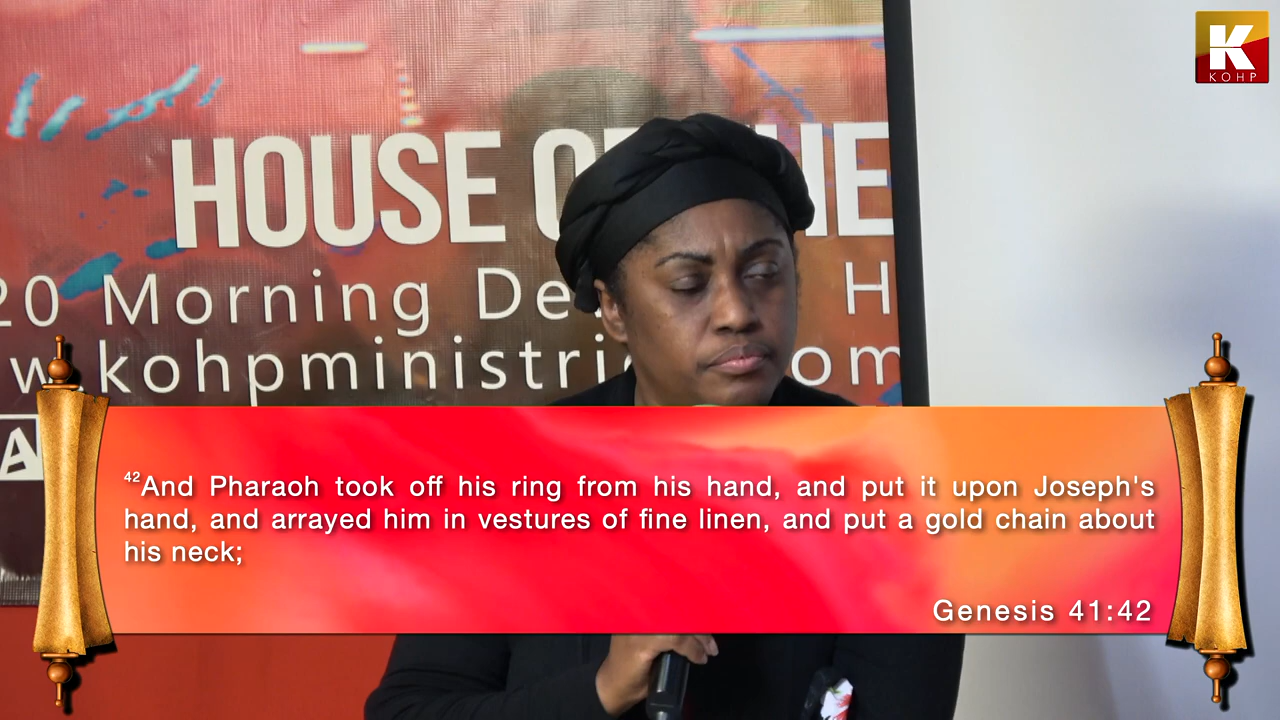 K
KOHP
HOUSE
20 Morning
kohpministri om
42And Pharaoh took off his ring from his hand, and put it upon Joseph's
hand, and arrayed him in vestures of fine linen, and put a gold chain about
his neck;
Genesis 41:42